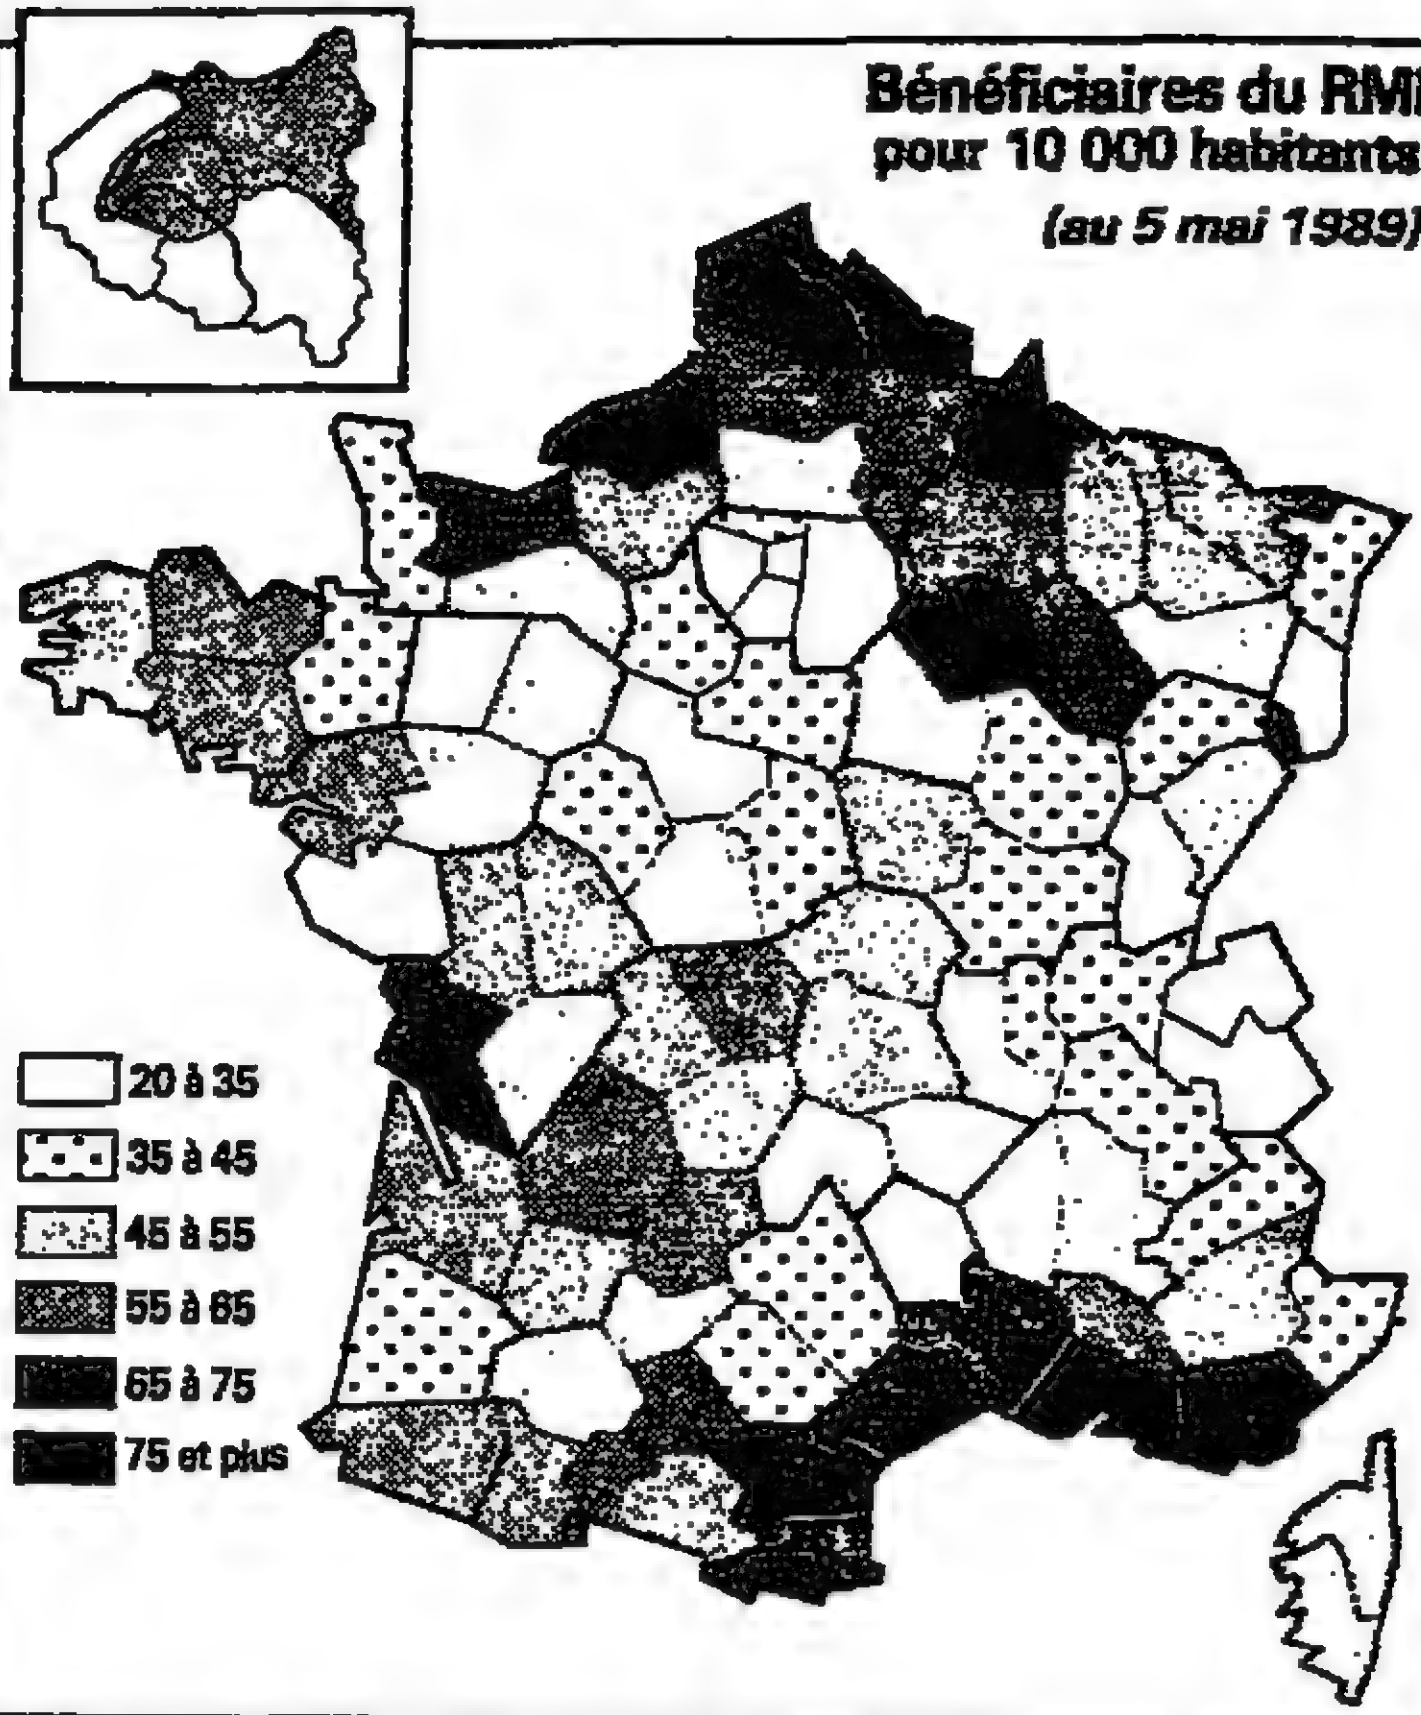 Bénéficiaires du RMI
pour 10 000 habitants
(au 5 mai 1989)
20 à 35
35 à 45
45 à 55
55 à 65
65 à 75
75 et plus